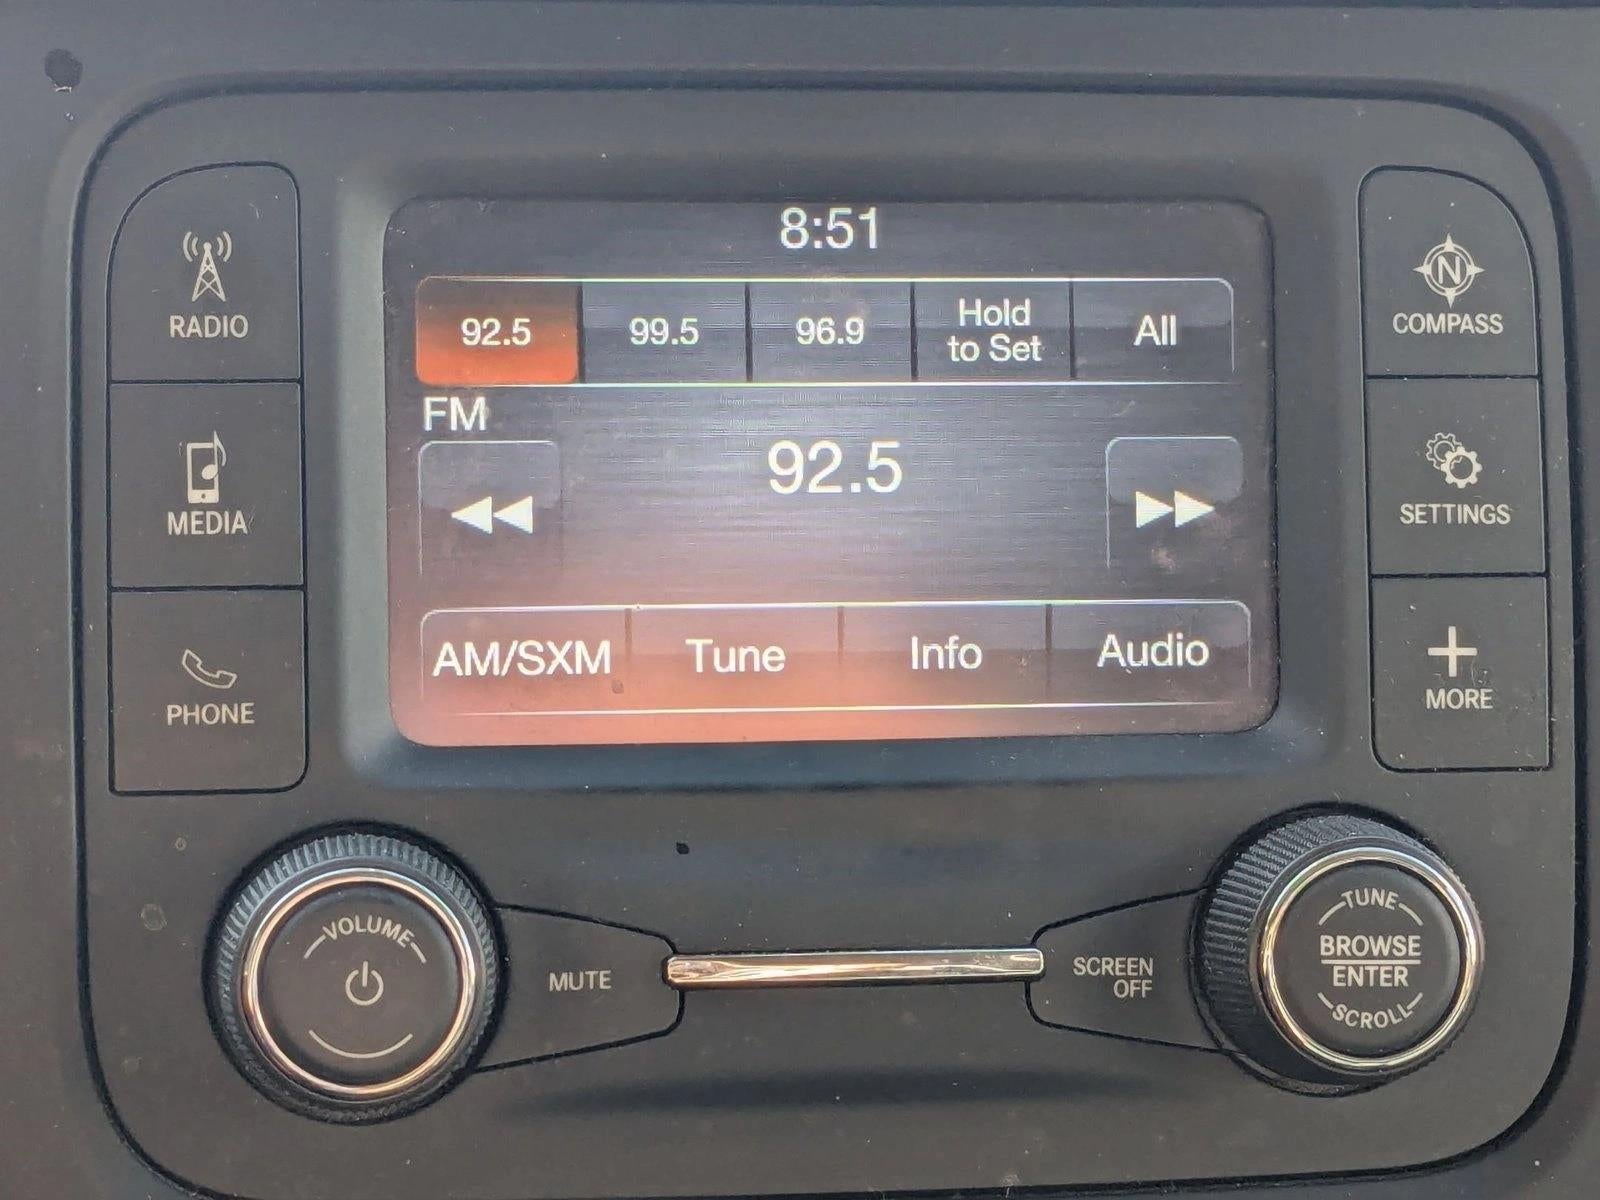 8:51
92.5
99.5
96.9
Hold
to Set
All
FM
92.5
AM/SXM
Tune
Info
Audio
RADIO
MEDIA
PHONE
N
COMPASS
SETTINGS
MORE
VOLUME
MUTE
SCREEN
OFF
TUNE
BROWSE
ENTER
SCROLL